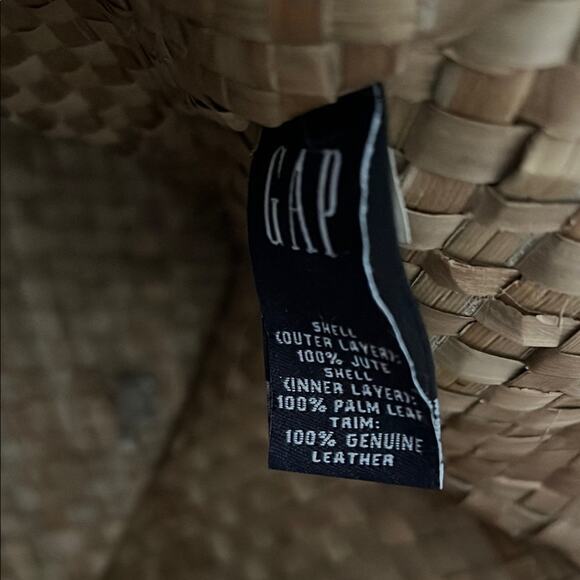 GAP
SHELL
(OUTER LAYER):
100% JUTE
SHELL
(INNER LAYER):
100% PALM LEAF
TRIM:
100% GENUINE
LEATHER